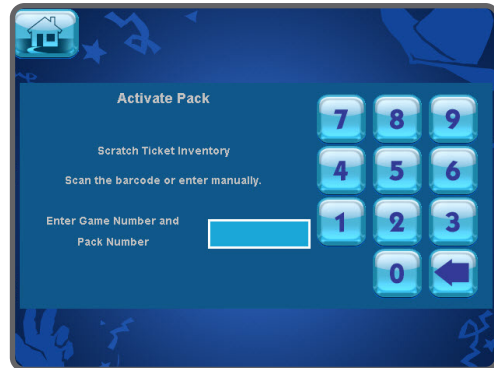 Activate Pack
7 8 9
Scratch Ticket Inventory
4 5 6
Scan the barcode or enter manually.
Enter Game Number and
Pack Number
1 2 3
0